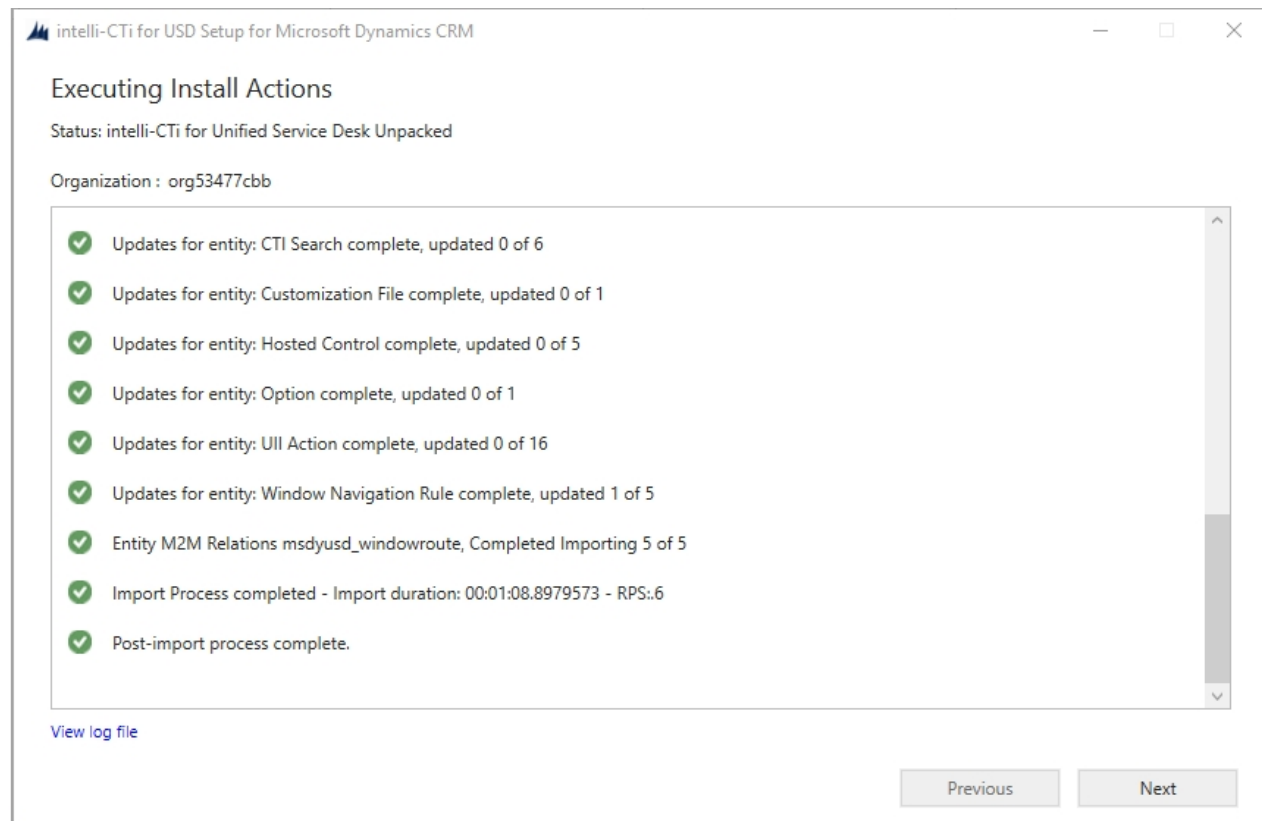 intelli-CTi for USD Setup for Microsoft Dynamics CRM
Executing Install Actions
Status: intelli-CTi for Unified Service Desk Unpacked
Organization : org53477cbb
Updates for entity: CTI Search complete, updated 0 of 6
Updates for entity: Customization File complete, updated 0 of 1
Updates for entity: Hosted Control complete, updated 0 of 5
Updates for entity: Option complete, updated 0 of 1
Updates for entity: UII Action complete, updated 0 of 16
Updates for entity: Window Navigation Rule complete, updated 1 of 5
Entity M2M Relations msdyusd_windowroute, Completed Importing 5 of 5
Import Process completed - Import duration: 00:01:08.8979573 - RPS:.6
Post-import process complete.
View log file
Previous
Next